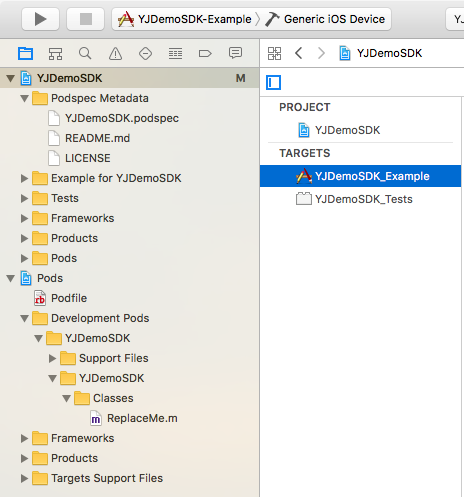 YJDemoSDK-Example Generic iOS Device YJ
YJDemoSDK
YJDemoSDK M
Podspec Metadata
YJDemoSDK.podspec
README.md
LICENSE
Example for YJDemoSDK
Tests
Frameworks
Products
Pods
Pods
Podfile
Development Pods
YJDemoSDK
Support Files
YJDemoSDK
Classes
ReplaceMe.m
Frameworks
Products
Targets Support Files
PROJECT
YJDemoSDK
TARGETS
YJDemoSDK_Example
YJDemoSDK_Tests